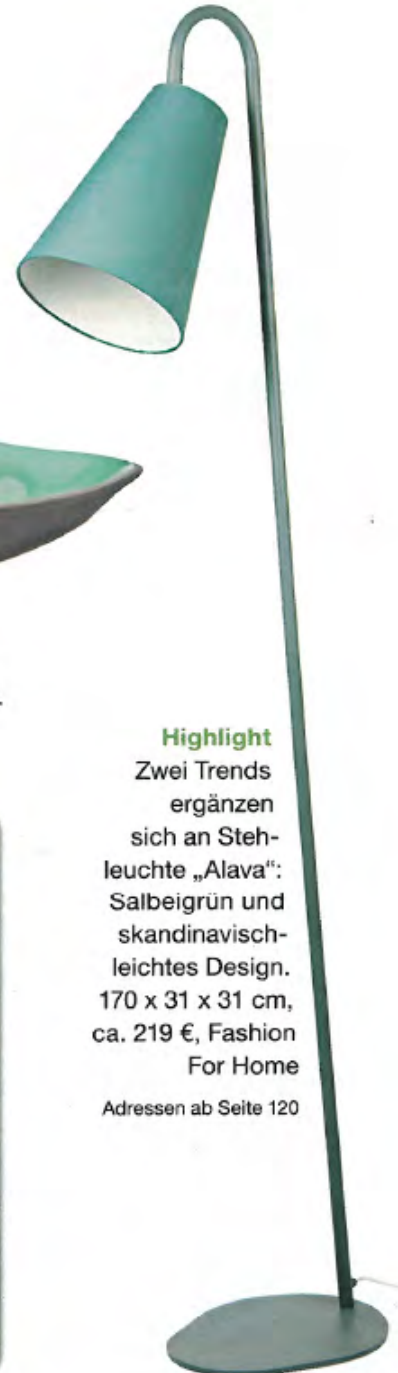 Highlight
Zwei Trends
ergänzen
sich an Steh-
leuchte „Alava“:
Salbeigrün und
skandinavisch-
leichtes Design.
170 x 31 x 31 cm,
ca. 219 €, Fashion
For Home
Adressen ab Seite 120